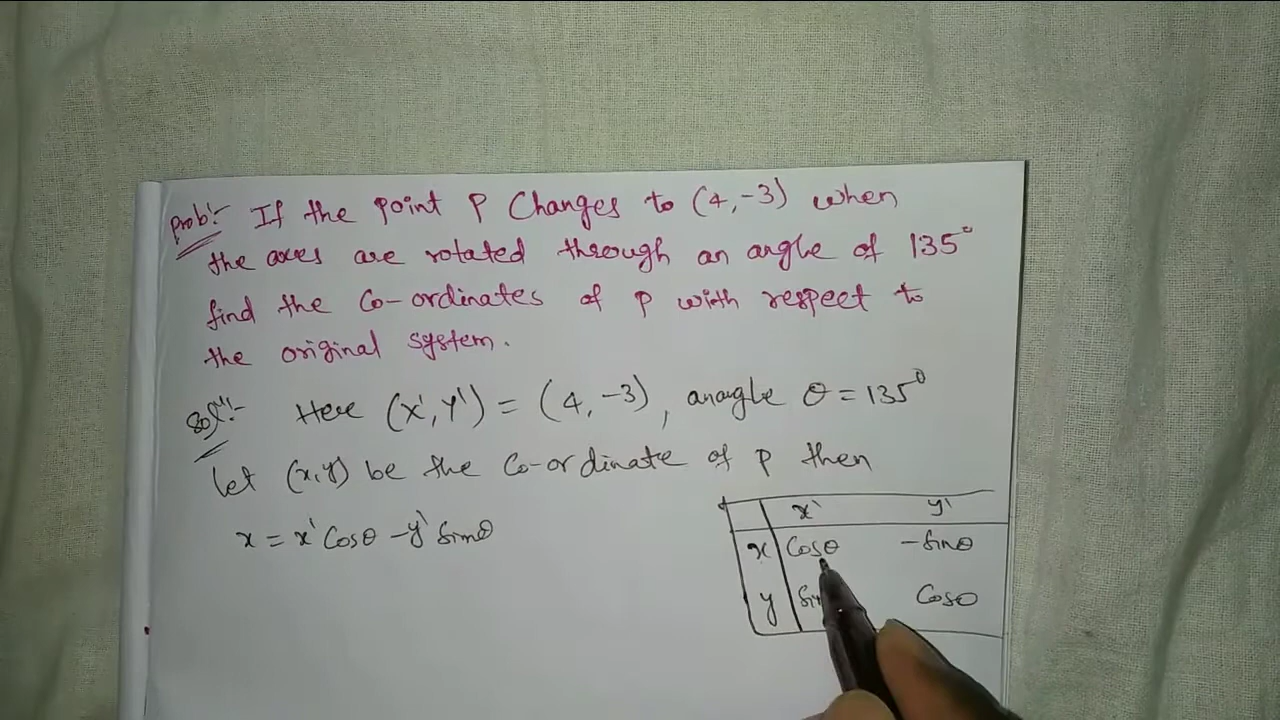 Prob:- If the point P Changes to (4,-3) when
the axes are rotated through an angle of 135°
find the Co-ordinates of P with respect to
the original system.
Solⁿ:- Here (x',y') = (4,-3), anagle θ = 135°
Let (x,y) be the Co-ordinate of P then
x = x' Cosθ - y' Sinθ
x' y'
x Cosθ -Sinθ
y Cosθ